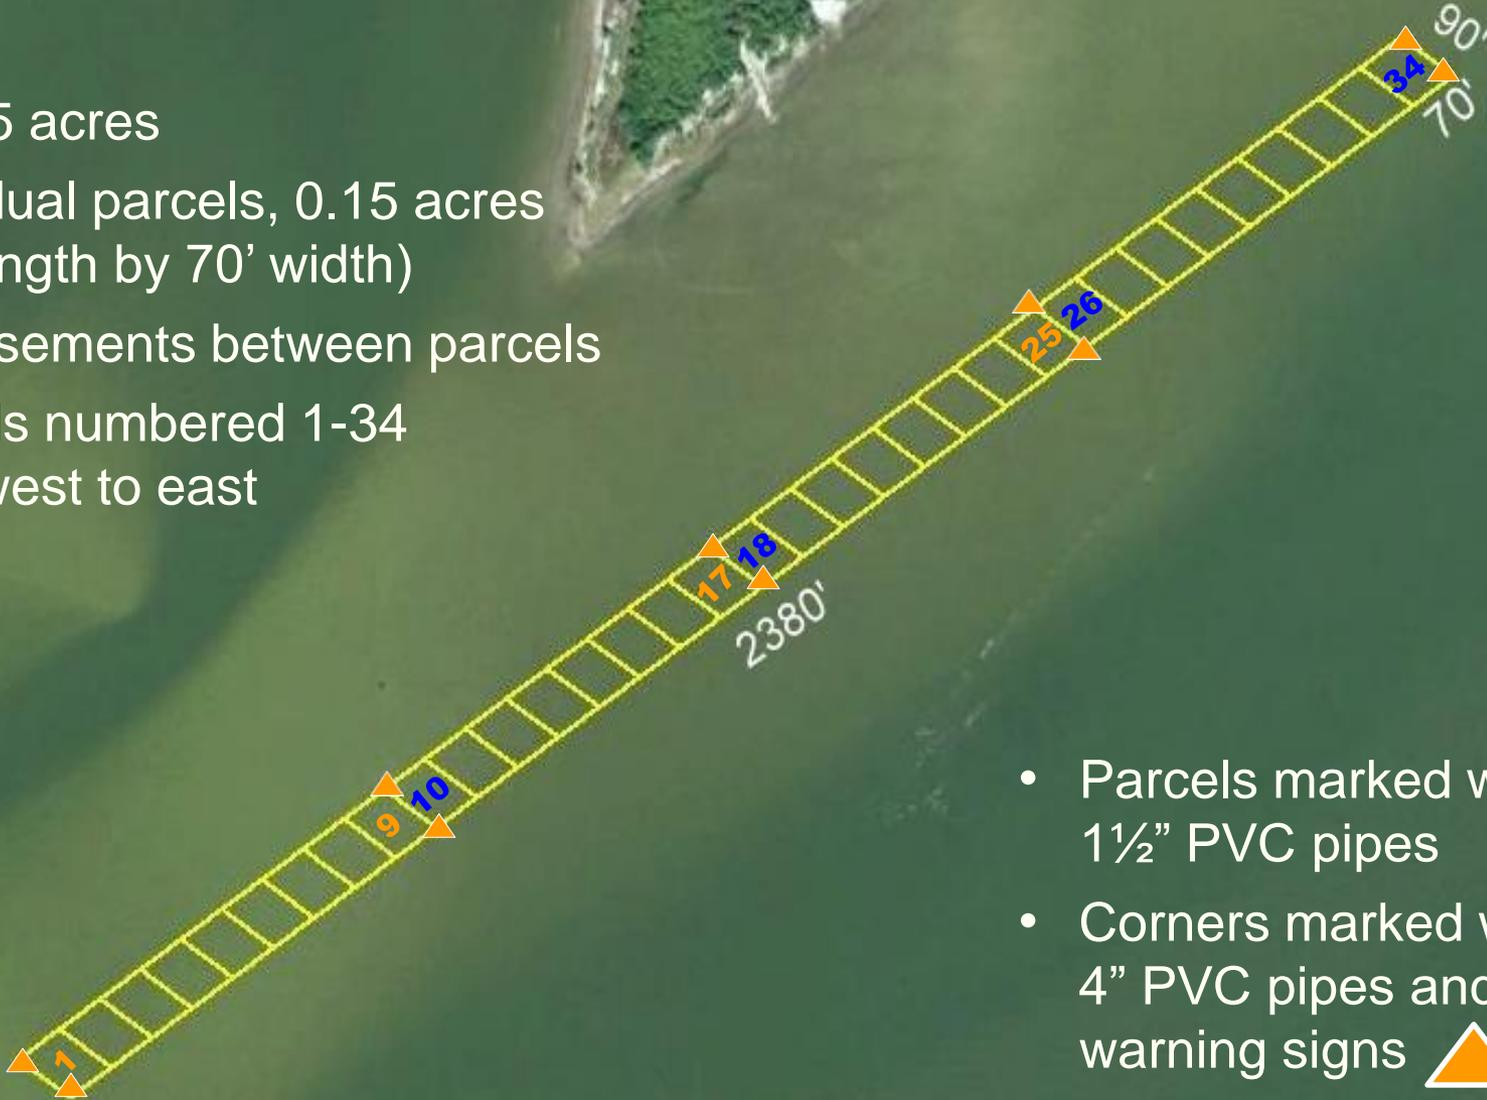 5 acres
dual parcels, 0.15 acres
ngth by 70’ width)
sements between parcels
ls numbered 1-34
west to east
90'
34
70'
26
25
18
17
2380'
10
9
1
• Parcels marked w
1½” PVC pipes
• Corners marked w
4” PVC pipes and
warning signs